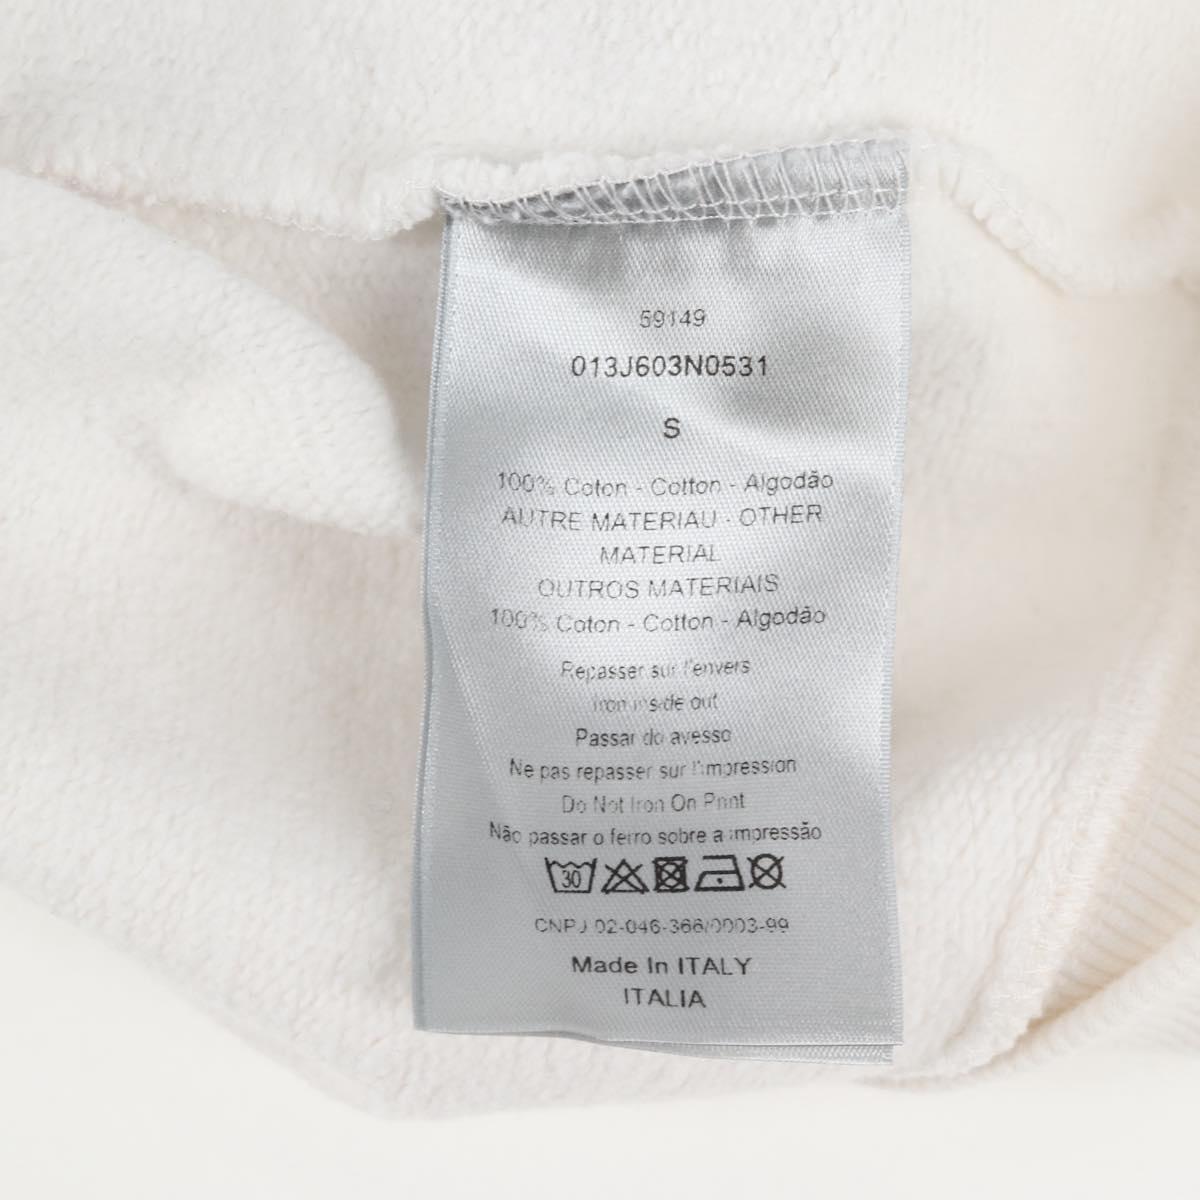 59149
013J603N0531
S
100% Coton - Cotton - Algodão
AUTRE MATERIAU - OTHER
MATERIAL
OUTROS MATERIAIS
100% Coton - Cotton - Algodão
Repasser sur l'envers
Iron inside out
Passar do avesso
Ne pas repasser sur l'impression
Do Not Iron On Print
Não passar o ferro sobre a impressão
30
CNPJ 02-046-366/0003-99
Made In ITALY
ITALIA